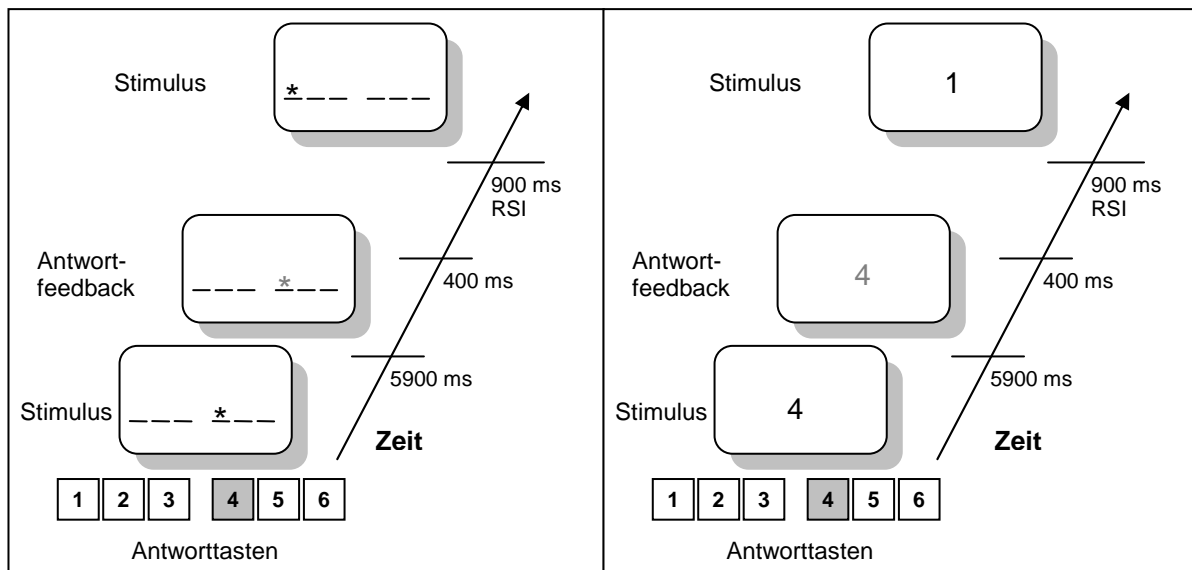 Stimulus
*
___ ___
900 ms
RSI
Antwort-
feedback
*
___ ___
400 ms
5900 ms
Stimulus
*
___ ___
Zeit
1 2 3 4 5 6
Antworttasten
Stimulus
1
900 ms
RSI
Antwort-
feedback
4
400 ms
5900 ms
Stimulus
4
Zeit
1 2 3 4 5 6
Antworttasten